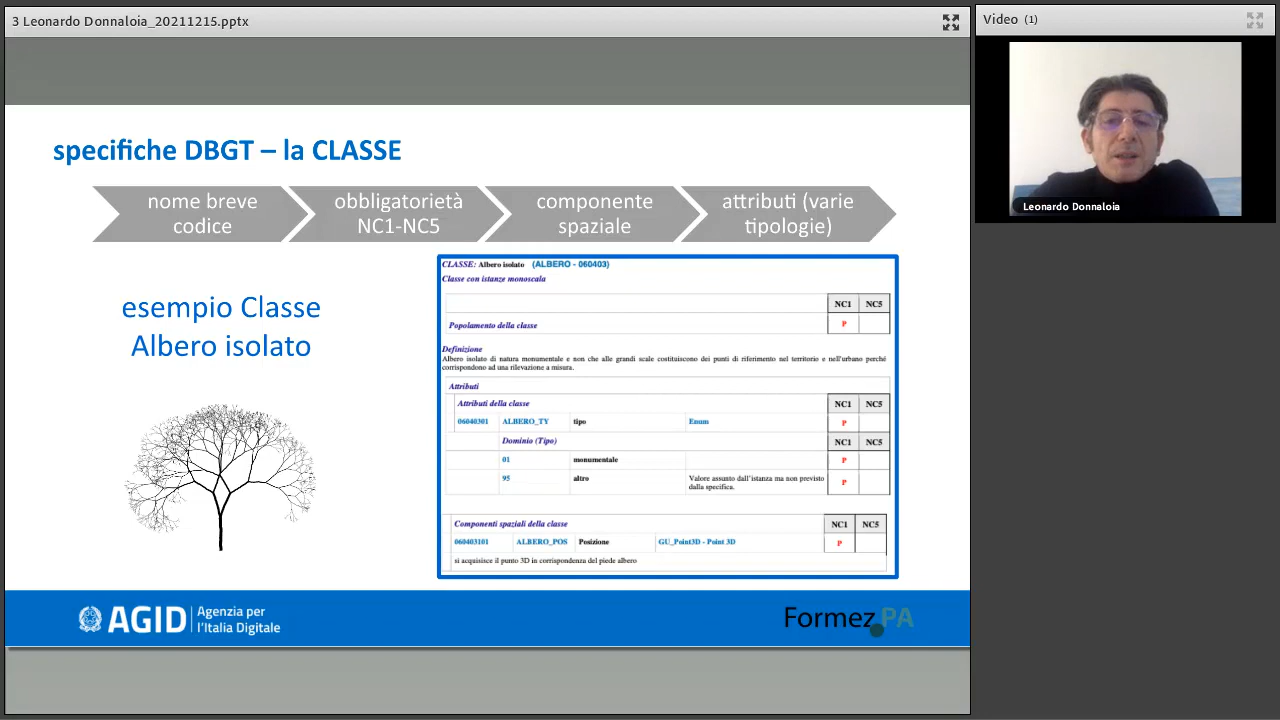 3 Leonardo Donnaloia_20211215.pptx
Video (1)
Leonardo Donnaloia
specifiche DBGT – la CLASSE
nome breve
codice
obbligatorietà
NC1-NC5
componente
spaziale
attributi (varie
tipologie)
esempio Classe
Albero isolato
CLASSE: Albero isolato (ALBERO - 060403)
Classe con istanze monoscala
NC1 NC5
Popolamento della classe P
Definizione
Albero isolato di natura monumentale e non che alle grandi scale costituiscono dei punti di riferimento nel territorio e nell'urbano perché
corrispondono ad una rilevazione a misura.
Attributi
Attributi della classe NC1 NC5
06040301 ALBERO_TY tipo Enum P
Dominio (Tipo) NC1 NC5
01 monumentale P
95 altro Valore assunto dall'istanza ma non previsto
dalla specifica. P
Componenti spaziali della classe NC1 NC5
060403101 ALBERO_POS Posizione GU_Point3D - Point 3D P
si acquisisce il punto 3D in corrispondenza del piede albero
AGID Agenzia per
l'Italia Digitale
Formez PA